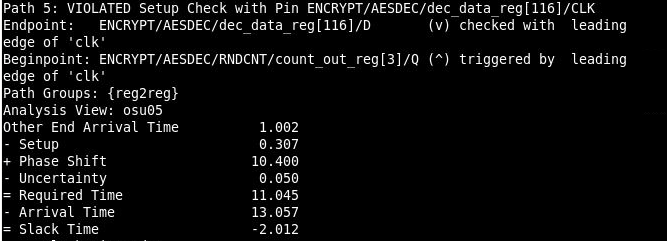 Path 5: VIOLATED Setup Check with Pin ENCRYPT/AESDEC/dec_data_reg[116]/CLK
Endpoint:   ENCRYPT/AESDEC/dec_data_reg[116]/D       (v) checked with  leading
edge of 'clk'
Beginpoint: ENCRYPT/AESDEC/RNDCNT/count_out_reg[3]/Q (^) triggered by  leading
edge of 'clk'
Path Groups: {reg2reg}
Analysis View: osu05
Other End Arrival Time          1.002
- Setup                         0.307
+ Phase Shift                  10.400
- Uncertainty                   0.050
= Required Time                11.045
- Arrival Time                 13.057
= Slack Time                   -2.012